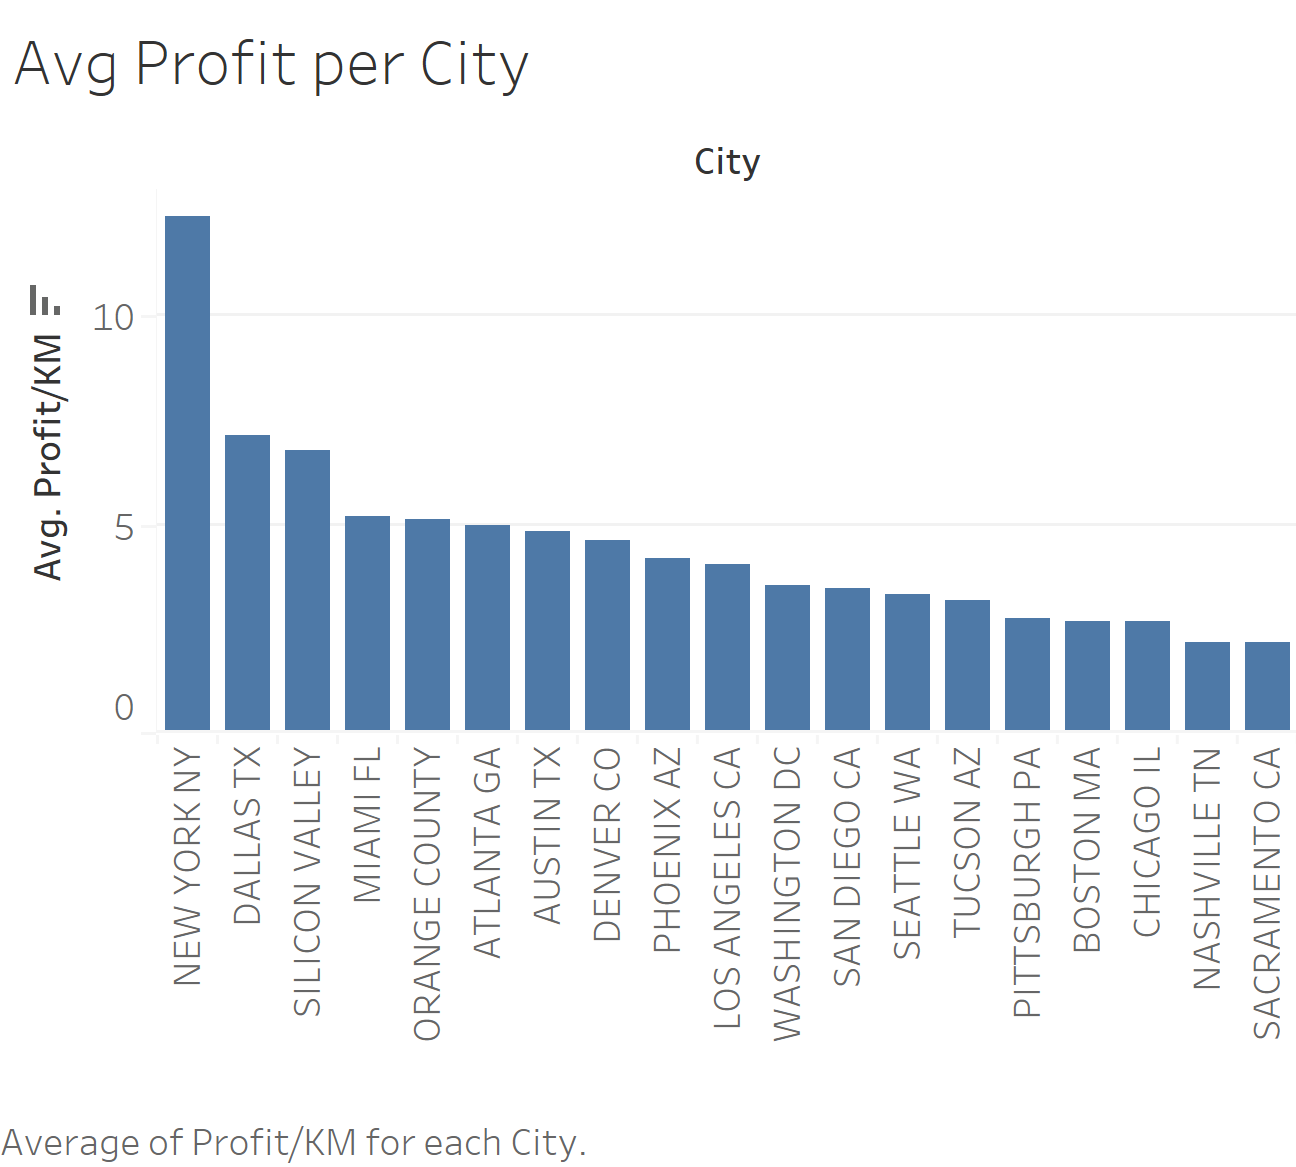 Avg Profit per City
City
Avg. Profit/KM
10
5
0
NEW YORK NY
DALLAS TX
SILICON VALLEY
MIAMI FL
ORANGE COUNTY
ATLANTA GA
AUSTIN TX
DENVER CO
PHOENIX AZ
LOS ANGELES CA
WASHINGTON DC
SAN DIEGO CA
SEATTLE WA
TUCSON AZ
PITTSBURGH PA
BOSTON MA
CHICAGO IL
NASHVILLE TN
SACRAMENTO CA
Average of Profit/KM for each City.